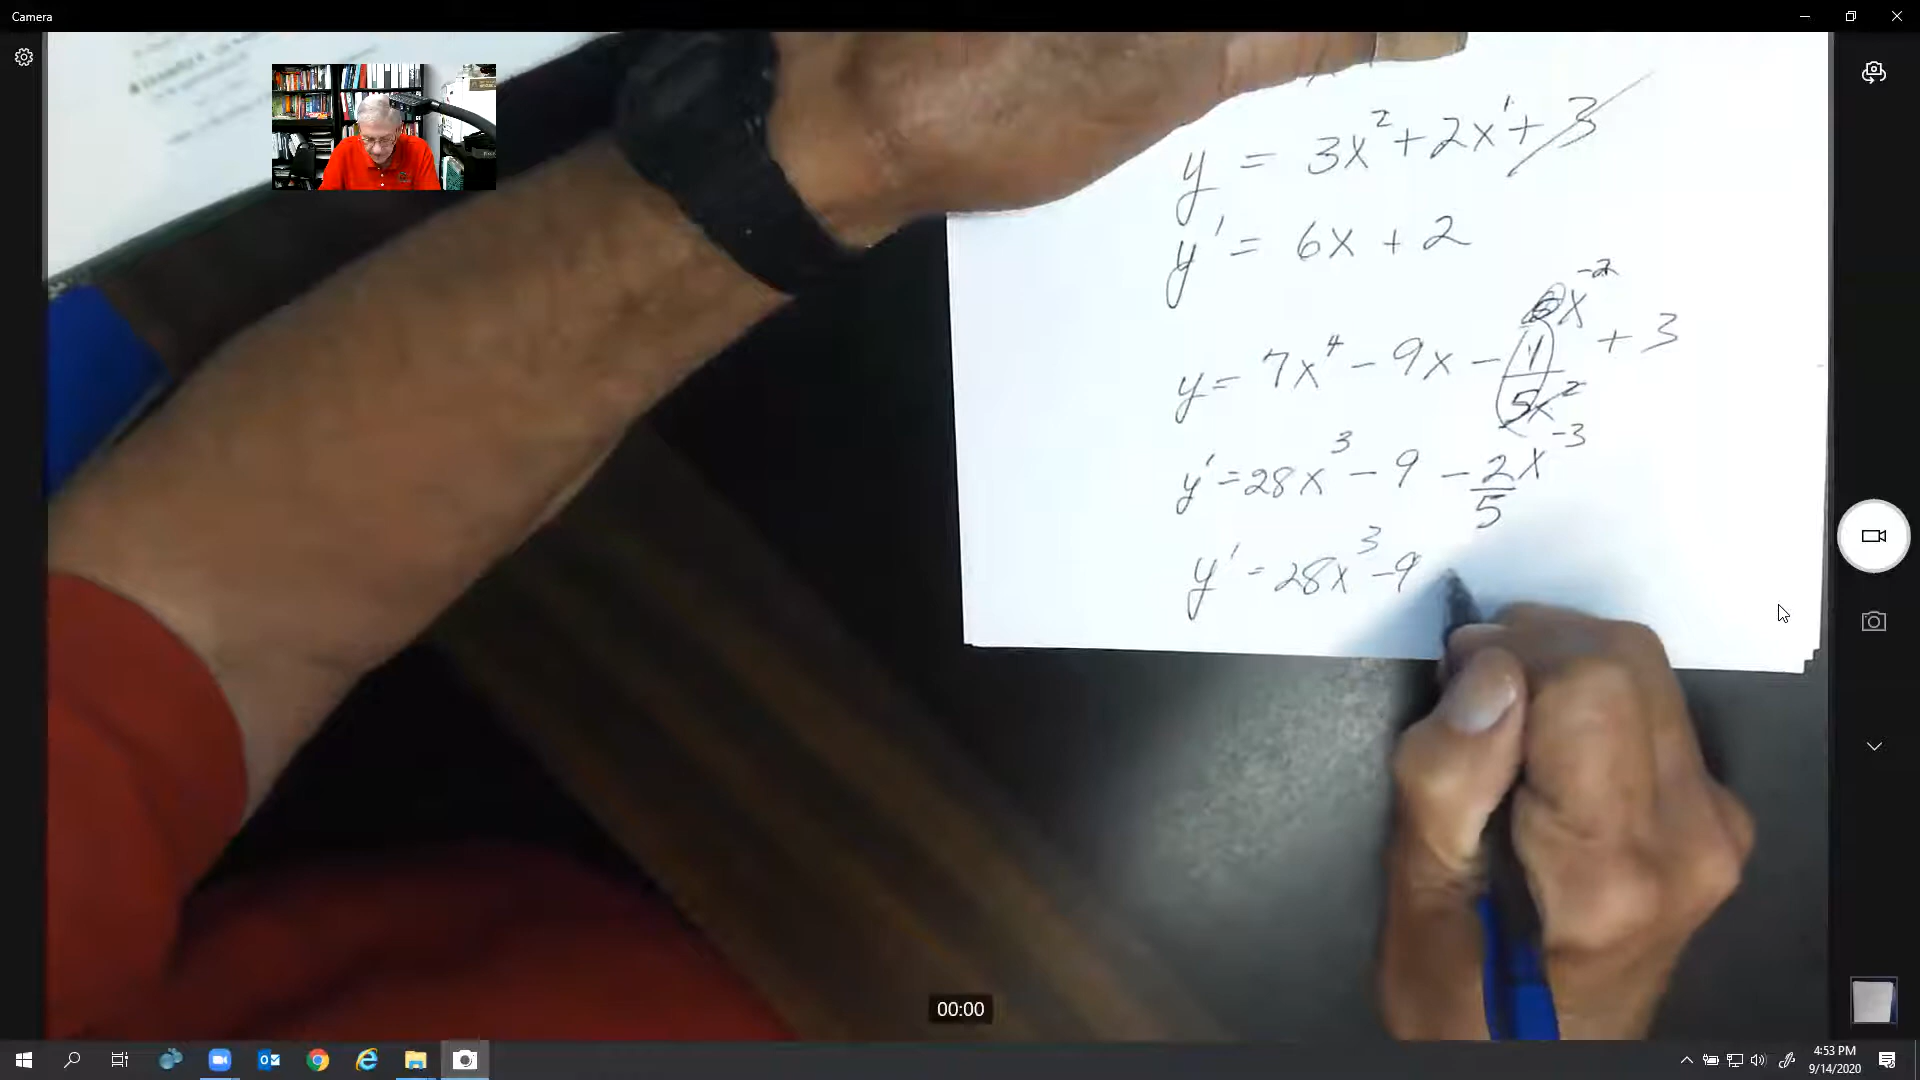 Camera
y = 3x² + 2x¹ + 3
y' = 6x + 2
x⁻²
y = 7x⁴ - 9x - 1/5x² + 3
y' = 28x³ - 9 - 2/5 x⁻³
y' = 28x³ - 9
00:00
4:53 PM
9/14/2020